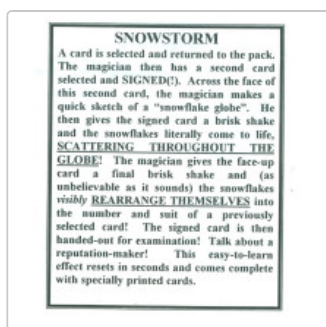 SNOWSTORM
A card is selected and returned to the pack.
The magician then has a second card
selected and SIGNED(!). Across the face of
this second card, the magician makes a
quick sketch of a "snowflake globe". He
then gives the signed card a brisk shake
and the snowflakes literally come to life,
SCATTERING THROUGHOUT THE
GLOBE! The magician gives the face-up
card a final brisk shake and (as
unbelievable as it sounds) the snowflakes
visibly REARRANGE THEMSELVES into
the number and suit of a previously
selected card! The signed card is then
handed-out for examination! Talk about a
reputation-maker! This easy-to-learn
effect resets in seconds and comes complete
with specially printed cards.